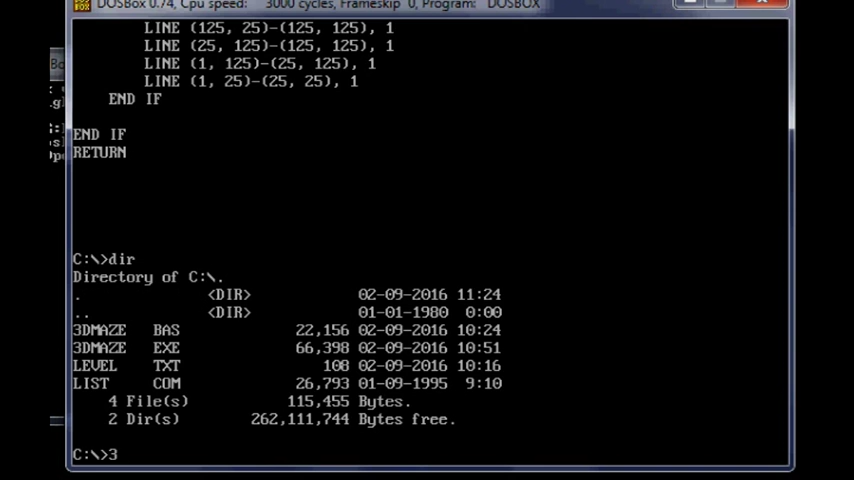 DOSBox 0.74, Cpu speed: 3000 cycles, Frameskip 0, Program: DOSBOX
LINE (125, 25)-(125, 125), 1
LINE (25, 125)-(125, 125), 1
LINE (1, 125)-(25, 125), 1
LINE (1, 25)-(25, 25), 1
END IF
END IF
RETURN
C:\>dir
Directory of C:\.
. <DIR> 02-09-2016 11:24
.. <DIR> 01-01-1980 0:00
3DMAZE BAS 22,156 02-09-2016 10:24
3DMAZE EXE 66,398 02-09-2016 10:51
LEVEL TXT 108 02-09-2016 10:16
LIST COM 26,793 01-09-1995 9:10
4 File(s) 115,455 Bytes.
2 Dir(s) 262,111,744 Bytes free.
C:\>3